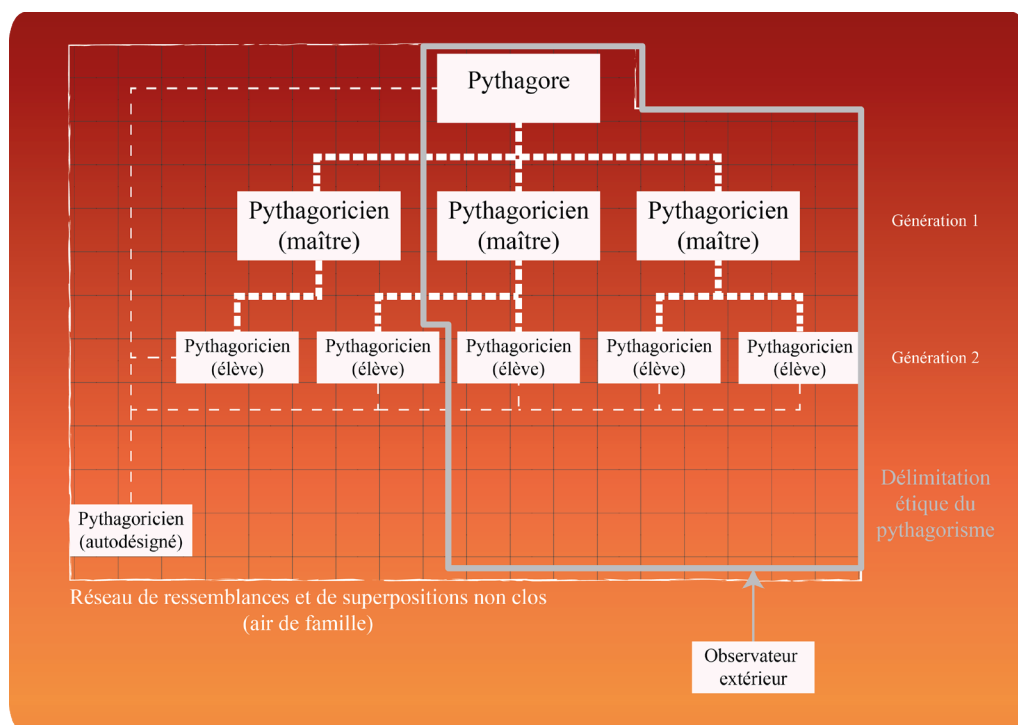 Pythagore
Pythagoricien
(maître)
Pythagoricien
(maître)
Pythagoricien
(maître)
Génération 1
Pythagoricien
(élève)
Pythagoricien
(élève)
Pythagoricien
(élève)
Pythagoricien
(élève)
Pythagoricien
(élève)
Génération 2
Délimitation
étique du
pythagorisme
Pythagoricien
(autodésigné)
Réseau de ressemblances et de superpositions non clos
(air de famille)
Observateur
extérieur